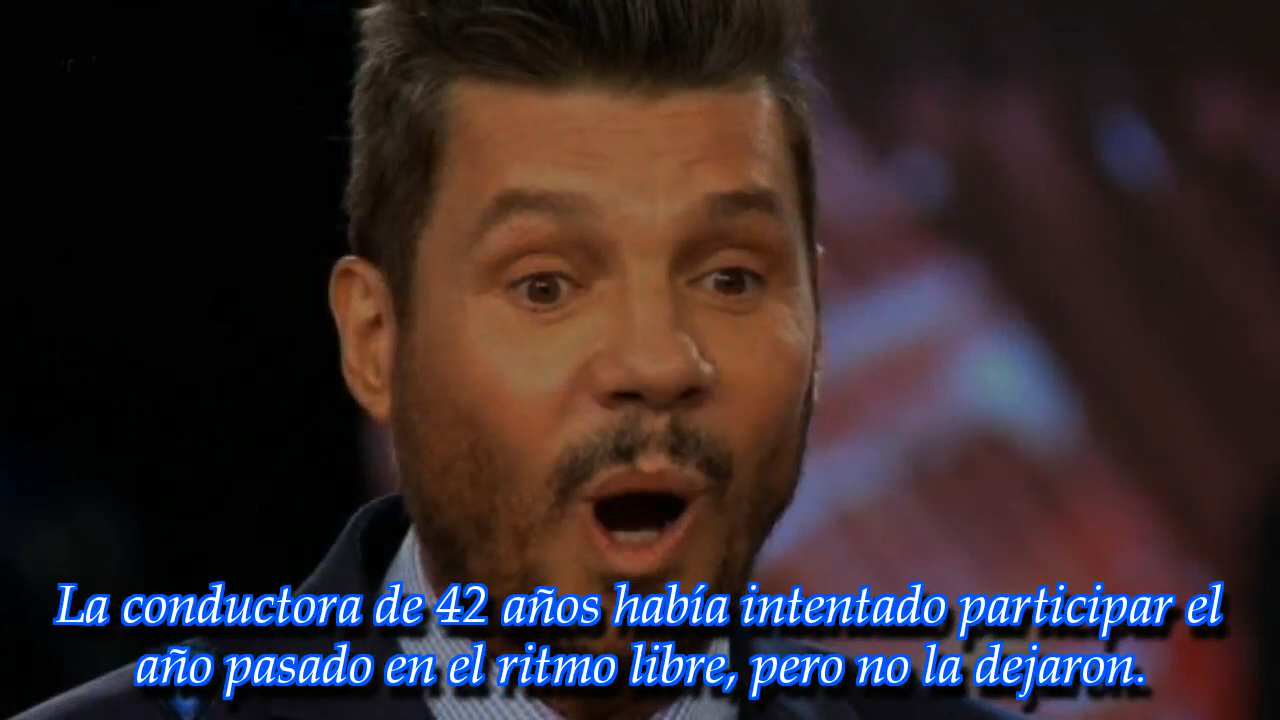 La conductora de 42 años había intentado participar el
año pasado en el ritmo libre, pero no la dejaron.